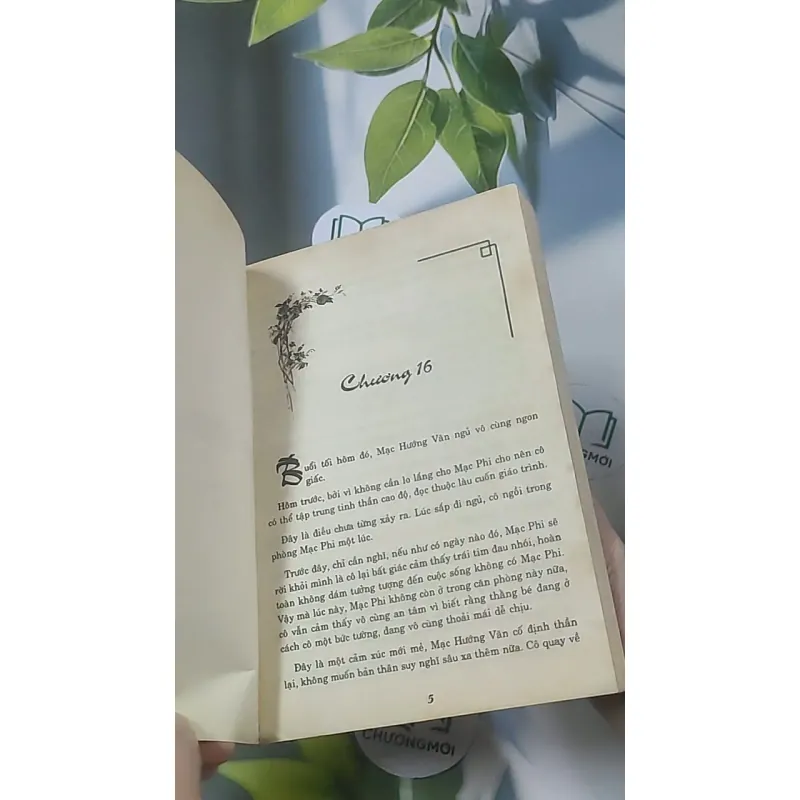 Chương 16
Buổi tối hôm đó, Mạc Hướng Vãn ngủ vô cùng ngon
giấc.
Hôm trước, bởi vì không cần lo lắng cho Mạc Phi cho nên cô
có thể tập trung tinh thần cao độ, đọc thuộc làu cuốn giáo trình.
Đây là điều chưa từng xảy ra. Lúc sắp đi ngủ, cô ngồi trong
phòng Mạc Phi một lúc.
Trước đây, chỉ cần nghĩ, nếu như có ngày nào đó, Mạc Phi sẽ
rời khỏi mình là cô lại bất giác cảm thấy trái tim đau nhói, hoàn
toàn không dám tưởng tượng đến cuộc sống không có Mạc Phi.
Vậy mà lúc này, Mạc Phi không còn ở trong căn phòng này nữa,
cô vẫn cảm thấy vô cùng an tâm vì biết rằng thằng bé đang ở
cách cô một bức tường, đang vô cùng thoải mái dễ chịu.
Đây là một cảm xúc mới mẻ, Mạc Hướng Vãn cố định thần
lại, không muốn bản thân suy nghĩ sâu xa thêm nữa. Cô quay về
5
CHƯƠNGMỚI